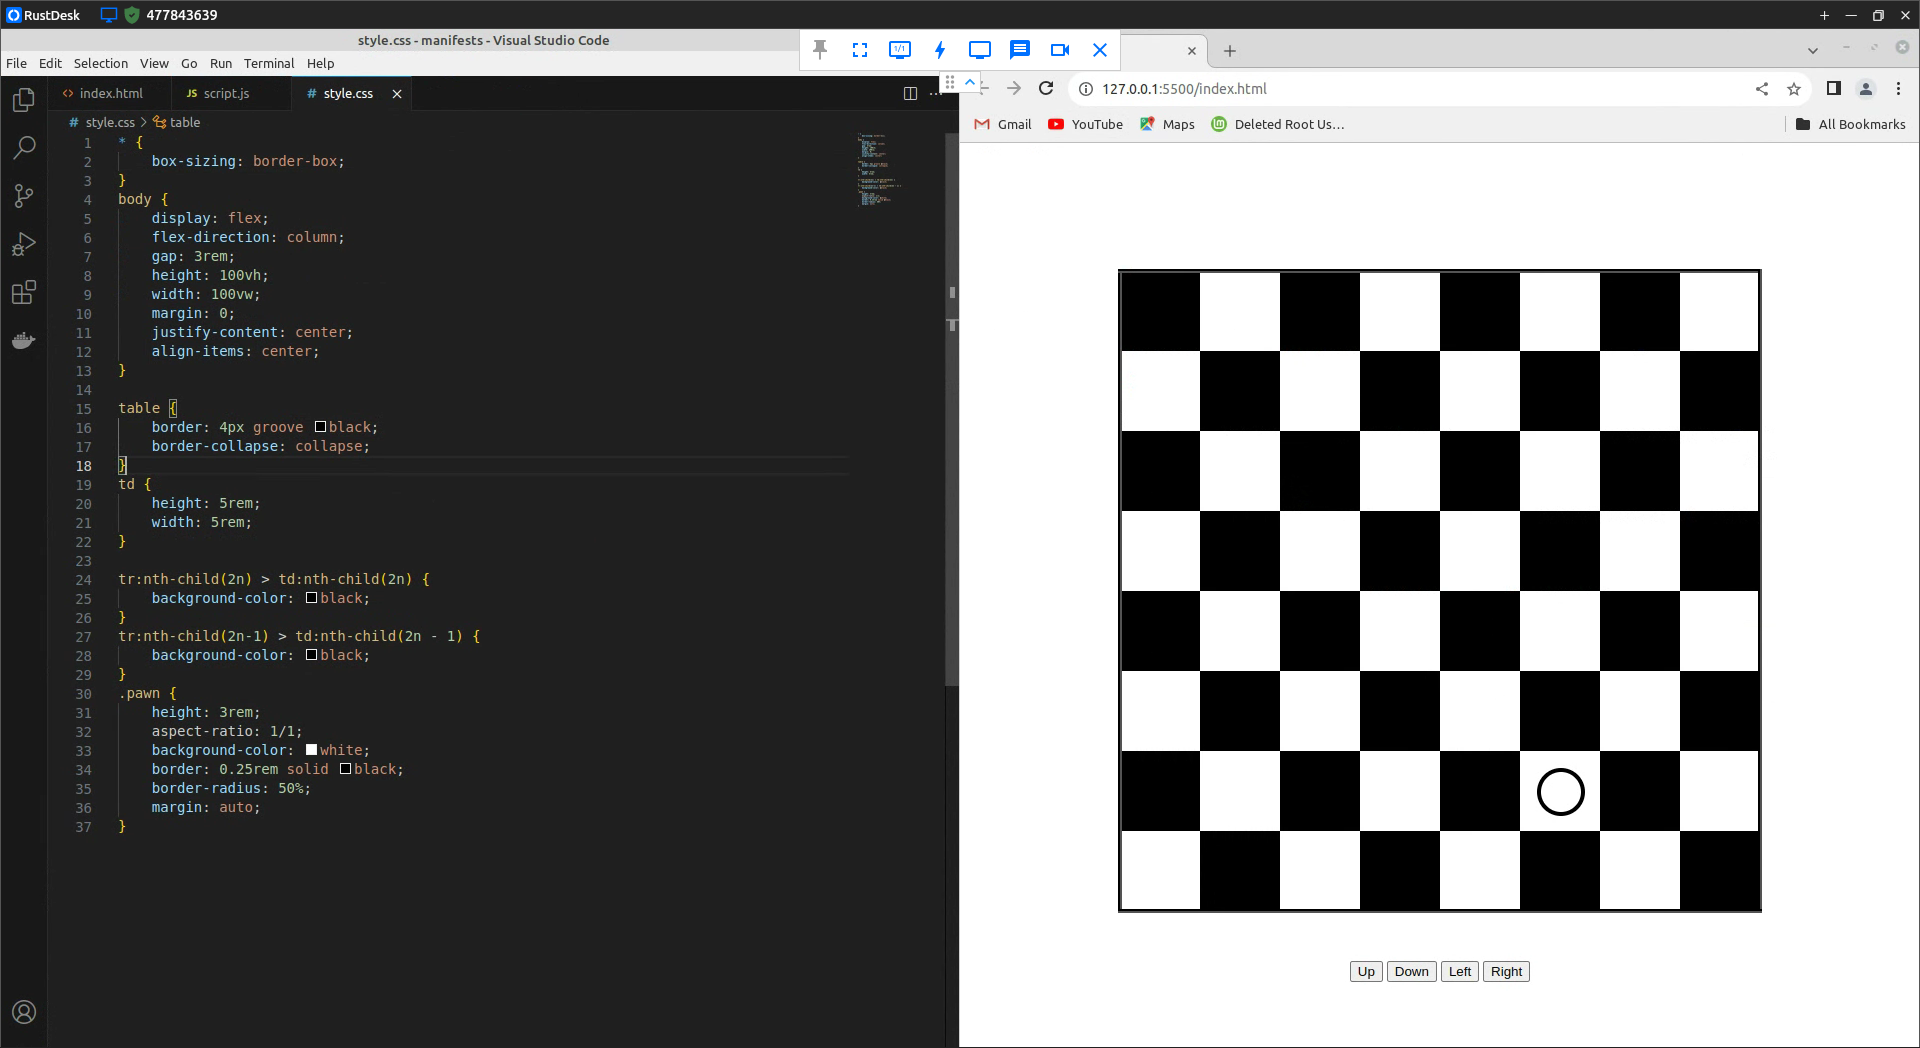 RustDesk 477843639
style.css - manifests - Visual Studio Code
1/1
File Edit Selection View Go Run Terminal Help
index.html JS script.js # style.css
127.0.0.1:5500/index.html
# style.css > table
Gmail YouTube Maps Deleted Root Us... All Bookmarks
1 * {
2 box-sizing: border-box;
3 }
4 body {
5 display: flex;
6 flex-direction: column;
7 gap: 3rem;
8 height: 100vh;
9 width: 100vw;
10 margin: 0;
11 justify-content: center;
12 align-items: center;
13 }
14
15 table {
16 border: 4px groove black;
17 border-collapse: collapse;
18 }
19 td {
20 height: 5rem;
21 width: 5rem;
22 }
23
24 tr:nth-child(2n) > td:nth-child(2n) {
25 background-color: black;
26 }
27 tr:nth-child(2n-1) > td:nth-child(2n - 1) {
28 background-color: black;
29 }
30 .pawn {
31 height: 3rem;
32 aspect-ratio: 1/1;
33 background-color: white;
34 border: 0.25rem solid black;
35 border-radius: 50%;
36 margin: auto;
37 }
Up Down Left Right